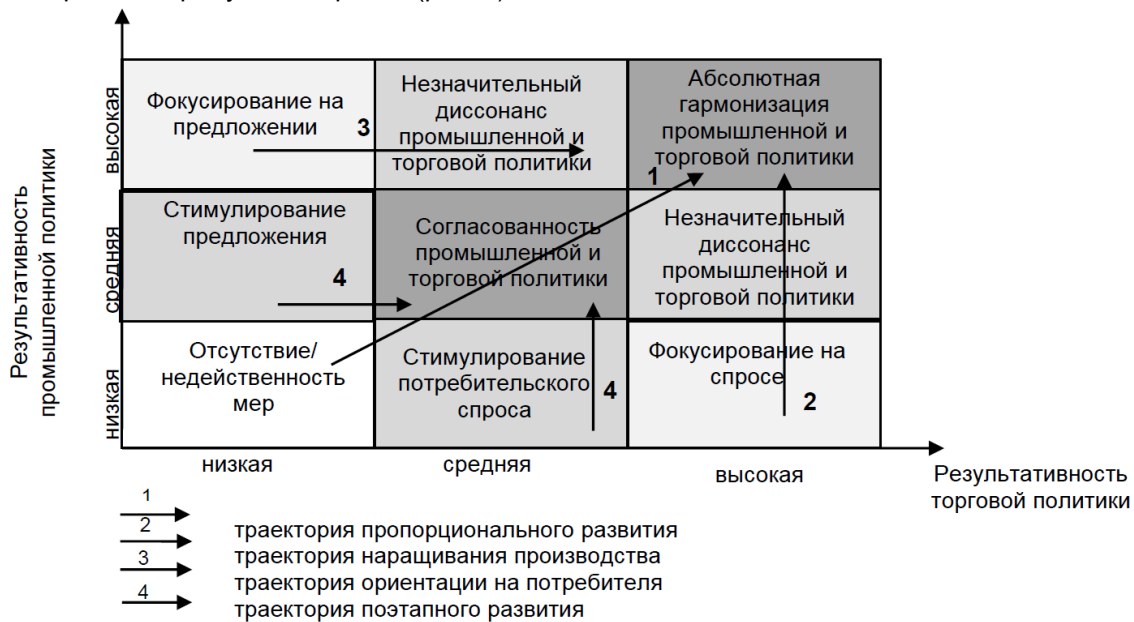 Результативность
промышленной политики
высокая
средняя
низкая
Фокусирование на
предложении
3
Незначительный
диссонанс
промышленной и
торговой политики
Абсолютная
гармонизация
промышленной и
торговой политики
1
Стимулирование
предложения
4
Согласованность
промышленной и
торговой политики
Незначительный
диссонанс
промышленной и
торговой политики
Отсутствие/
недейственность
мер
Стимулирование
потребительского
спроса
4
Фокусирование на
спросе
2
низкая
средняя
высокая
Результативность
торговой политики
1
2
3
4
траектория пропорционального развития
траектория наращивания производства
траектория ориентации на потребителя
траектория поэтапного развития